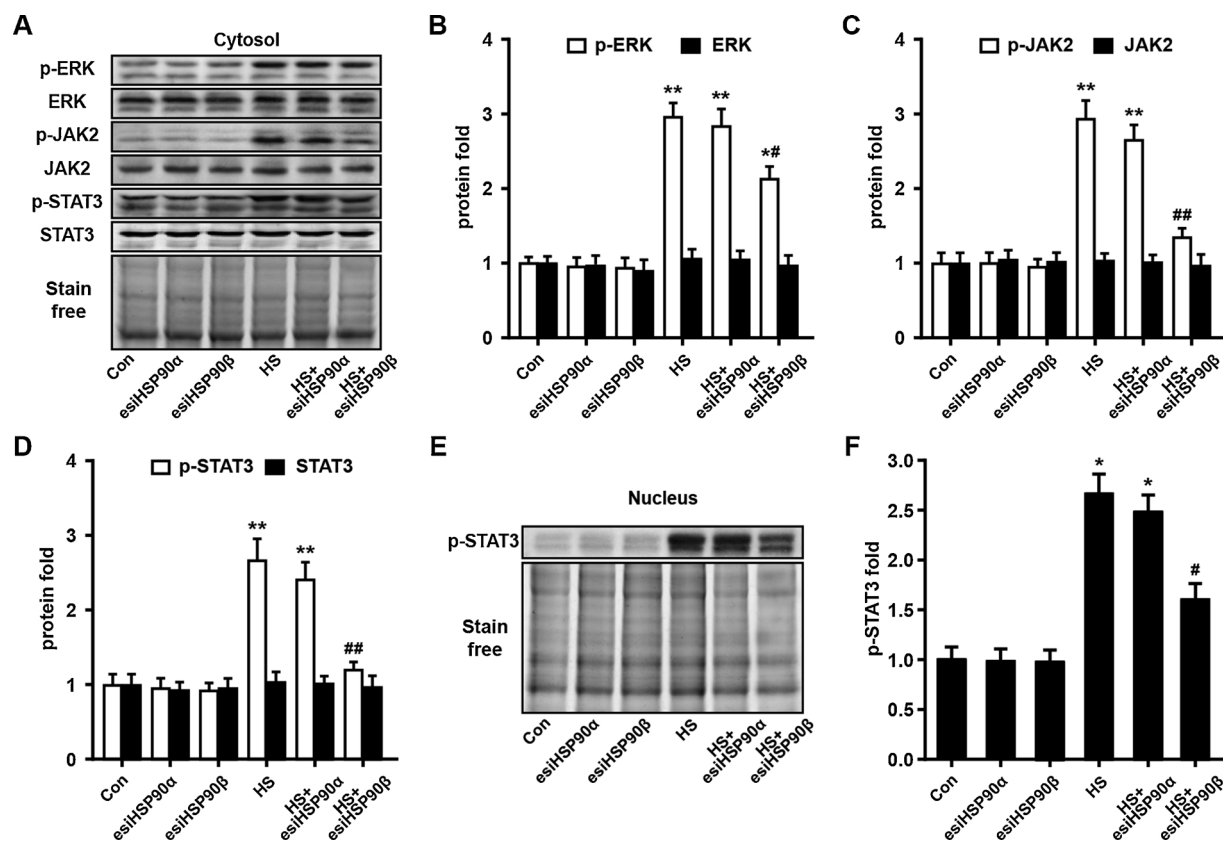 A
Cytosol
p-ERK
ERK
p-JAK2
JAK2
p-STAT3
STAT3
Stain
free
Con
esiHSP90α
esiHSP90β
HS
HS+
esiHSP90α
HS+
esiHSP90β
B
p-ERK ERK
protein fold
4
3
2
1
0
** ** *#
Con
esiHSP90α
esiHSP90β
HS
HS+
esiHSP90α
HS+
esiHSP90β
C
p-JAK2 JAK2
protein fold
4
3
2
1
0
** ** ##
Con
esiHSP90α
esiHSP90β
HS
HS+
esiHSP90α
HS+
esiHSP90β
D
p-STAT3 STAT3
protein fold
4
3
2
1
0
** ** ##
Con
esiHSP90α
esiHSP90β
HS
HS+
esiHSP90α
HS+
esiHSP90β
E
Nucleus
p-STAT3
Stain
free
Con
esiHSP90α
esiHSP90β
HS
HS+
esiHSP90α
HS+
esiHSP90β
F
p-STAT3 fold
3.0
2.5
2.0
1.5
1.0
0.5
0.0
* * #
Con
esiHSP90α
esiHSP90β
HS
HS+
esiHSP90α
HS+
esiHSP90β